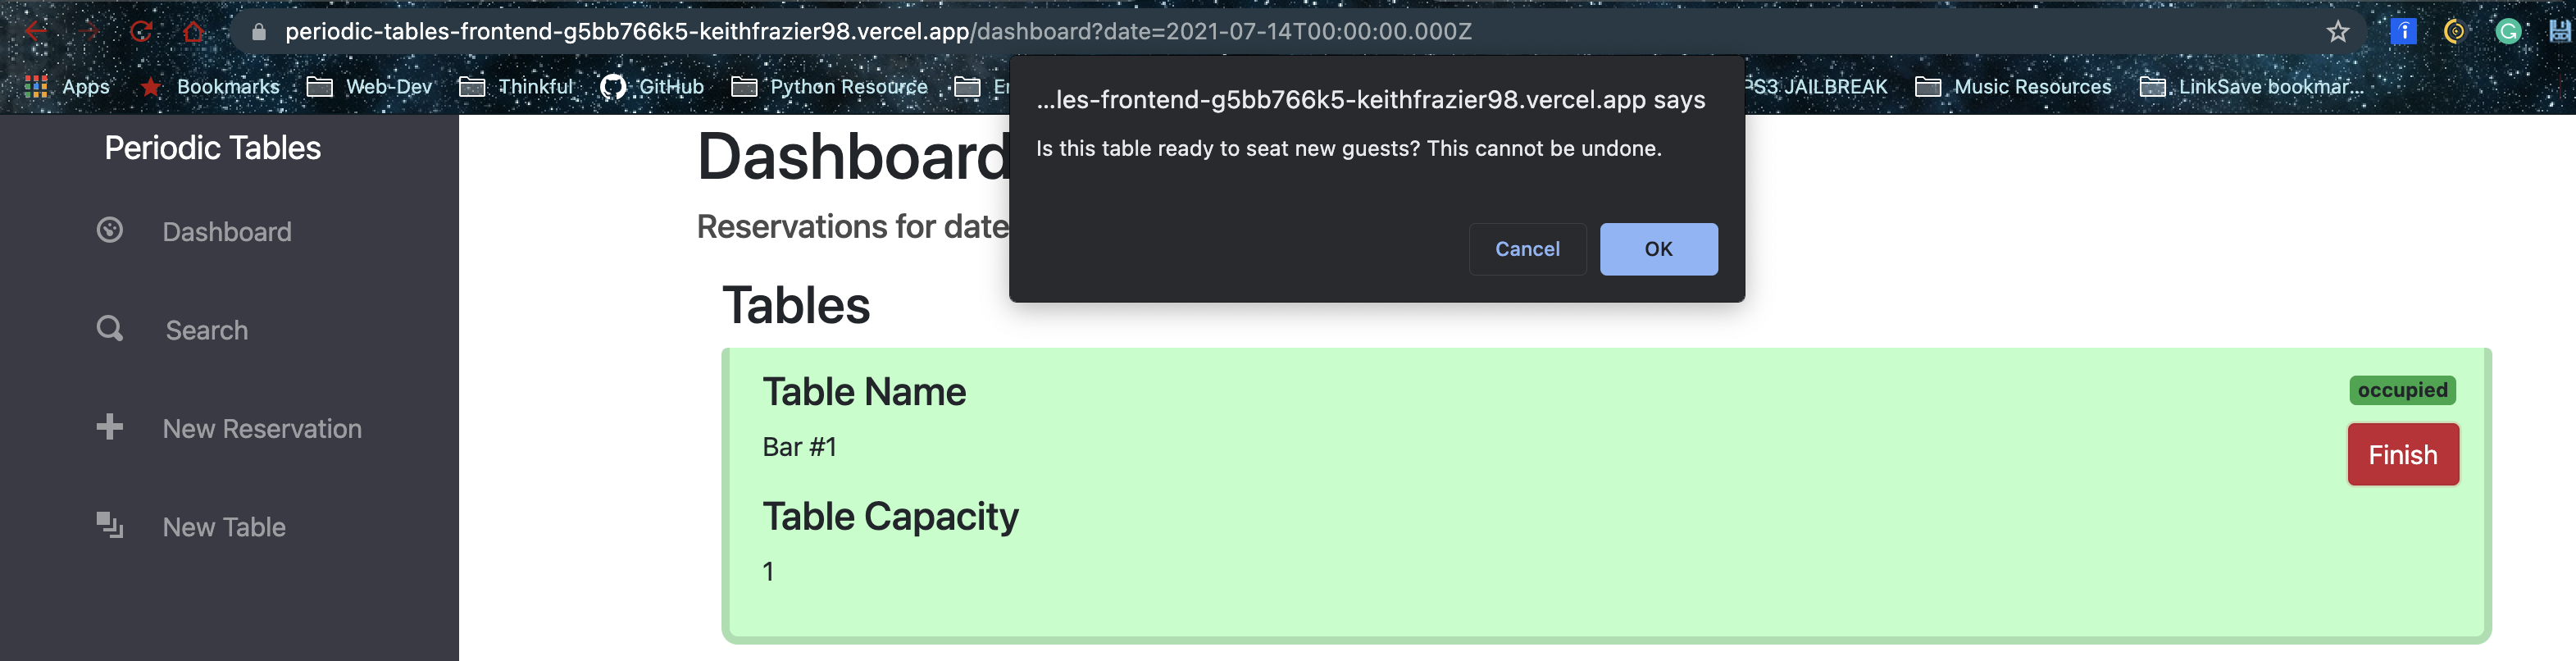 periodic-tables-frontend-g5bb766k5-keithfrazier98.vercel.app/dashboard?date=2021-07-14T00:00:00.000Z
Apps Bookmarks Web-Dev Thinkful GitHub Python Resource JAILBREAK Music Resources LinkSave bookmar...
...les-frontend-g5bb766k5-keithfrazier98.vercel.app says
Is this table ready to seat new guests? This cannot be undone.
Cancel OK
Periodic Tables
Dashboard
Search
New Reservation
New Table
Dashboard
Reservations for date
Tables
Table Name
Bar #1
Table Capacity
1
occupied
Finish